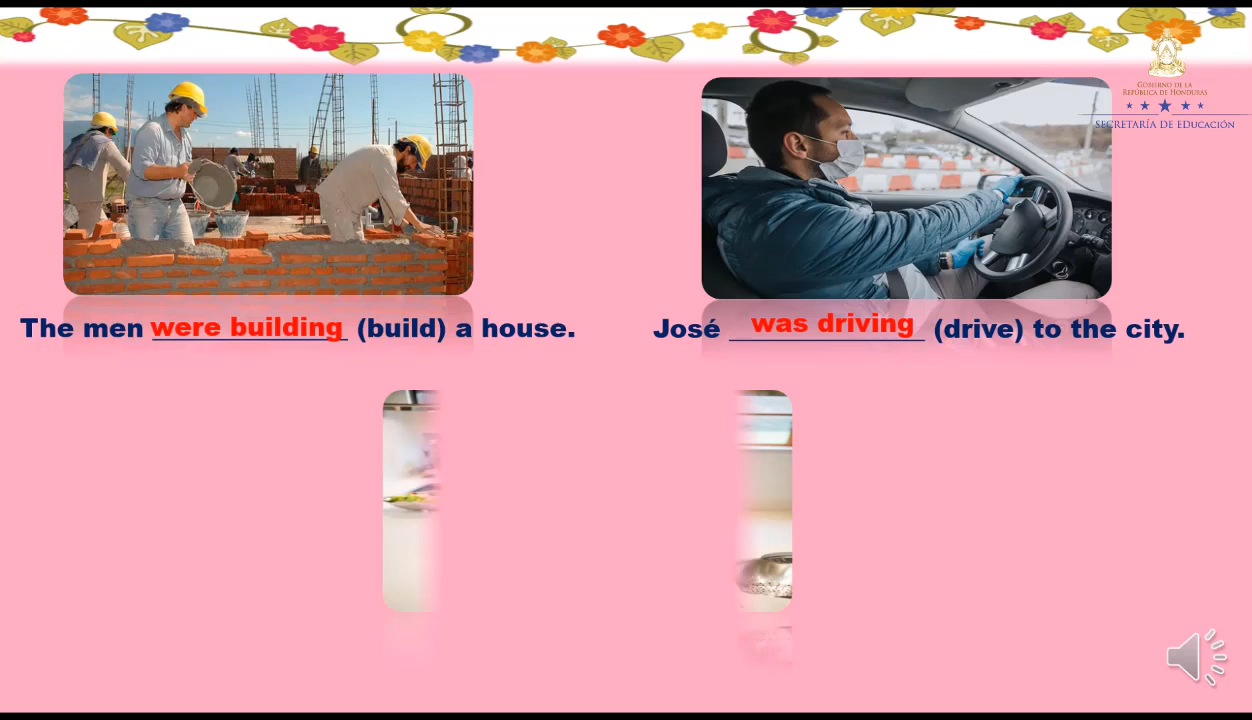 GOBIERNO DE LA
REPÚBLICA DE HONDURAS
SECRETARÍA DE EDUCACIÓN
The men were building (build) a house.
José was driving (drive) to the city.